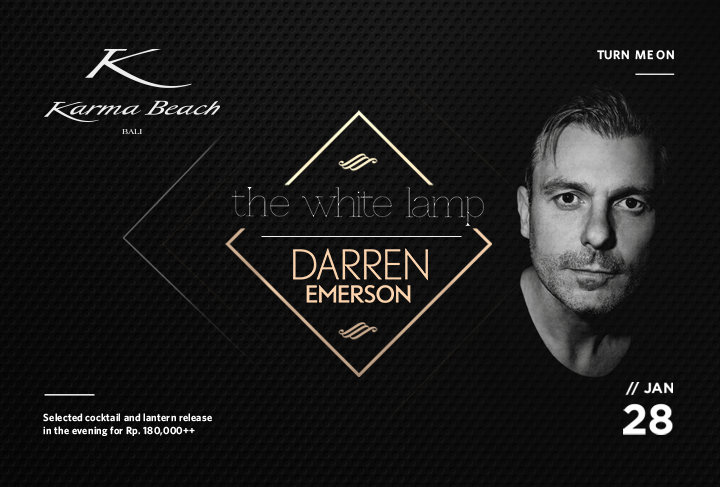 K
Karma Beach
BALI
TURN ME ON
the white lamp
DARREN
EMERSON
// JAN
28
Selected cocktail and lantern release
in the evening for Rp. 180,000++